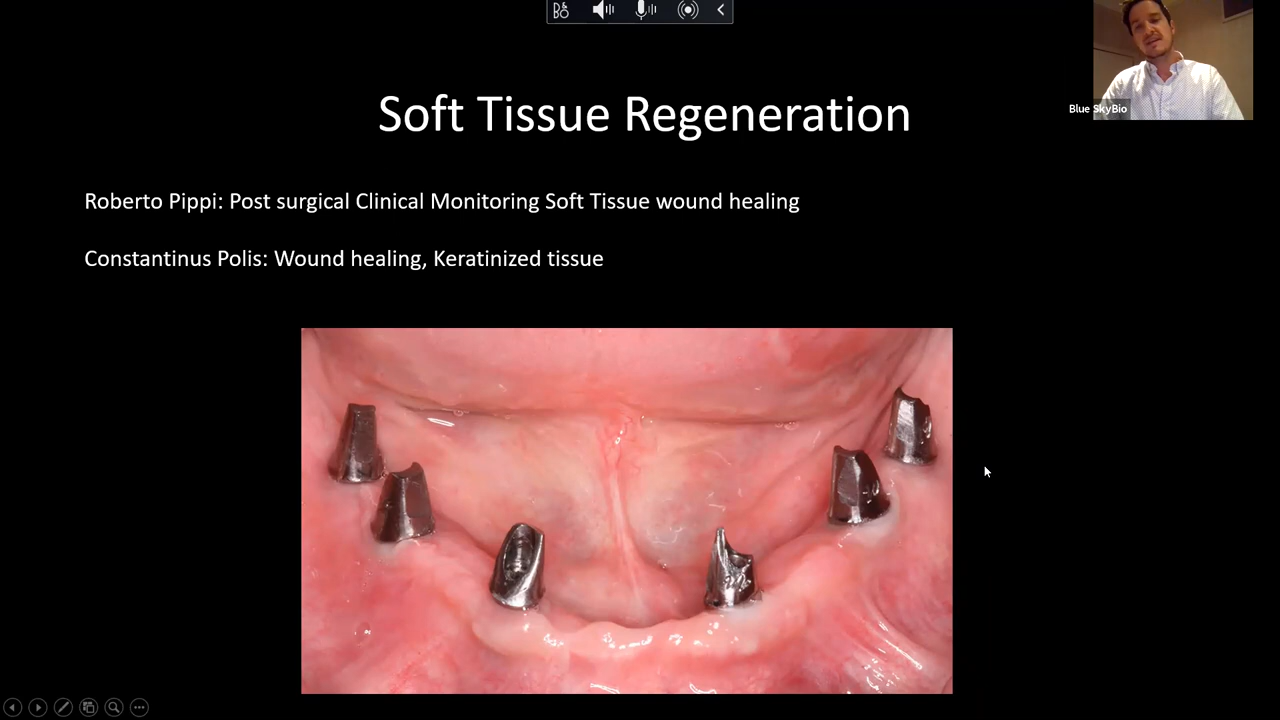 Soft Tissue Regeneration
Blue SkyBio
Roberto Pippi: Post surgical Clinical Monitoring Soft Tissue wound healing
Constantinus Polis: Wound healing, Keratinized tissue